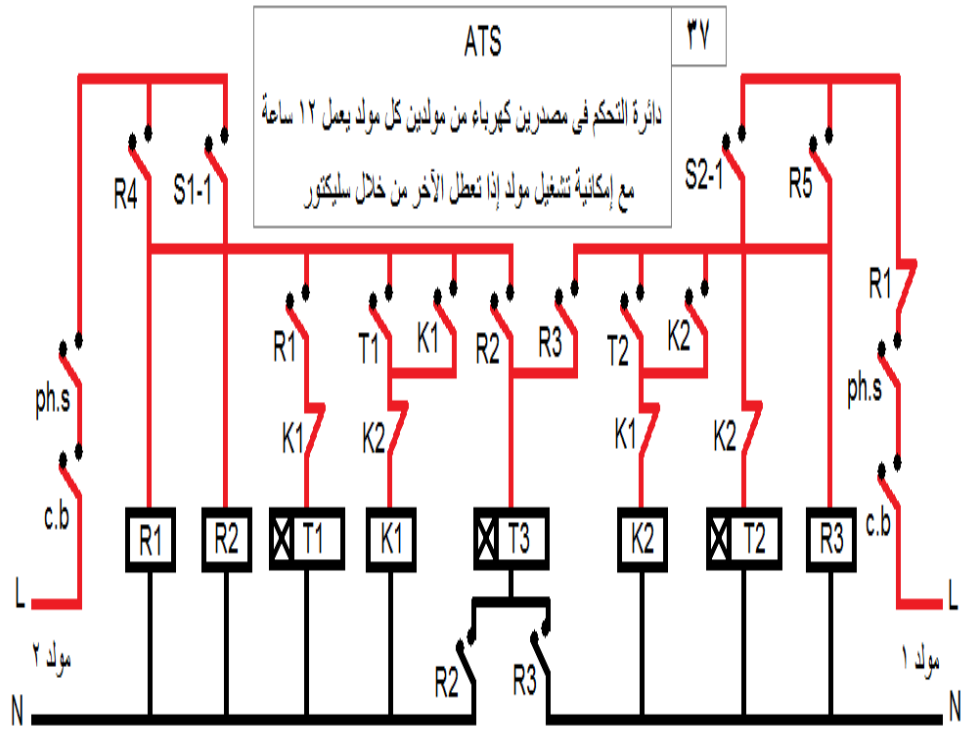 ATS
٣٧
دائرة التحكم فى مصدرين كهرباء من مولدين كل مولد يعمل ١٢ ساعة
مع إمكانية تشغيل مولد إذا تعطل الآخر من خلال سليكتور
R4
S1-1
S2-1
R5
R1
T1
K1
R2
R3
T2
K2
R1
ph.s
ph.s
K1
K2
K1
K2
c.b
c.b
R1
R2
T1
K1
T3
K2
T2
R3
L
L
مولد ٢
مولد ١
R2
R3
N
N